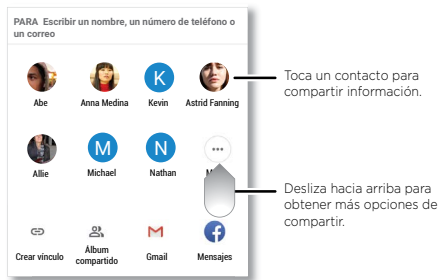 PARA Escribir un nombre, un número de teléfono o
un correo
K
Abe
Anna Medina
Kevin
Astrid Fanning
Toca un contacto para
compartir información.
M
N
Allie
Michael
Nathan
Desliza hacia arriba para
obtener más opciones de
compartir.
Crear vínculo
Álbum
compartido
Gmail
Mensajes